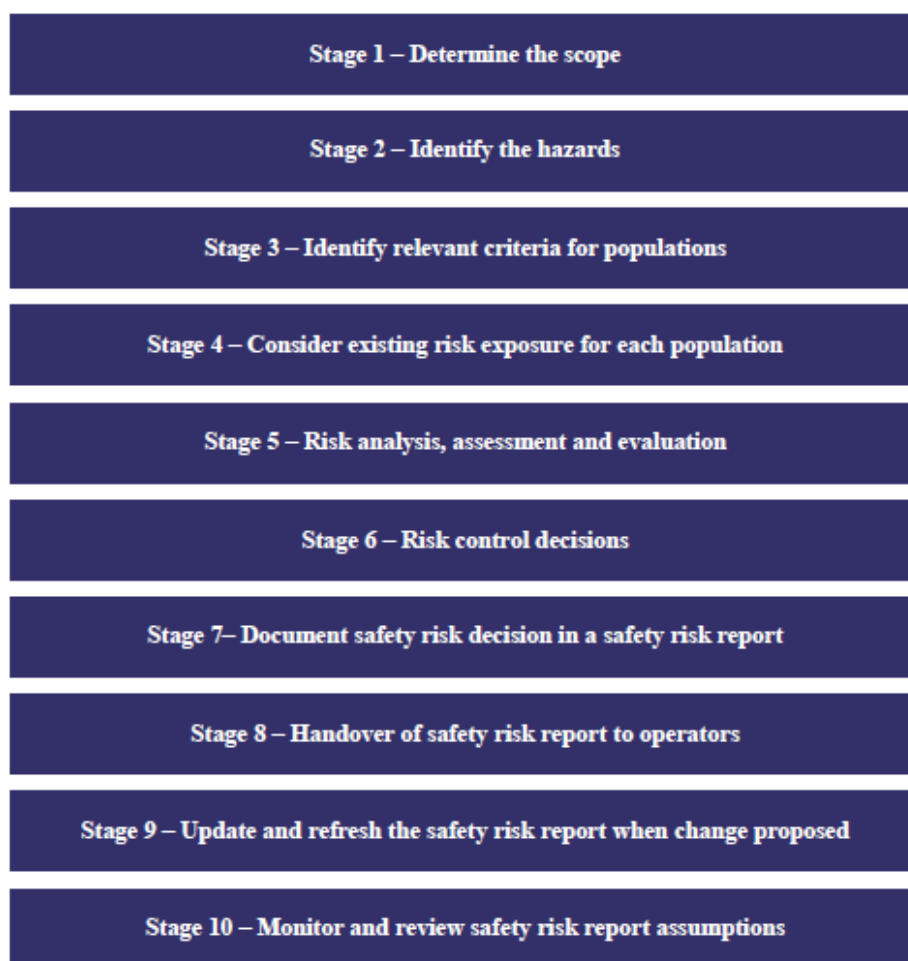 Stage 1 – Determine the scope
Stage 2 – Identify the hazards
Stage 3 – Identify relevant criteria for populations
Stage 4 – Consider existing risk exposure for each population
Stage 5 – Risk analysis, assessment and evaluation
Stage 6 – Risk control decisions
Stage 7– Document safety risk decision in a safety risk report
Stage 8 – Handover of safety risk report to operators
Stage 9 – Update and refresh the safety risk report when change proposed
Stage 10 – Monitor and review safety risk report assumptions